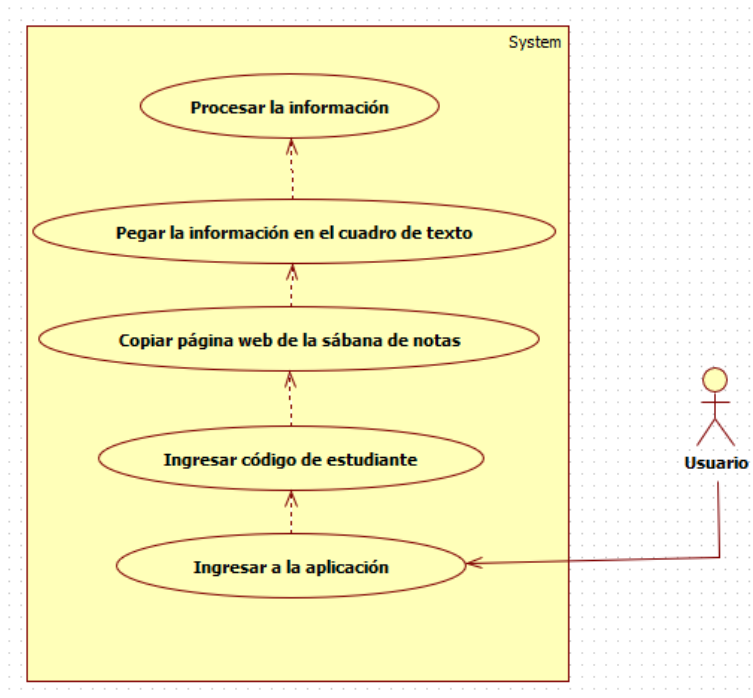 System
Procesar la información
Pegar la información en el cuadro de texto
Copiar página web de la sábana de notas
Ingresar código de estudiante
Usuario
Ingresar a la aplicación